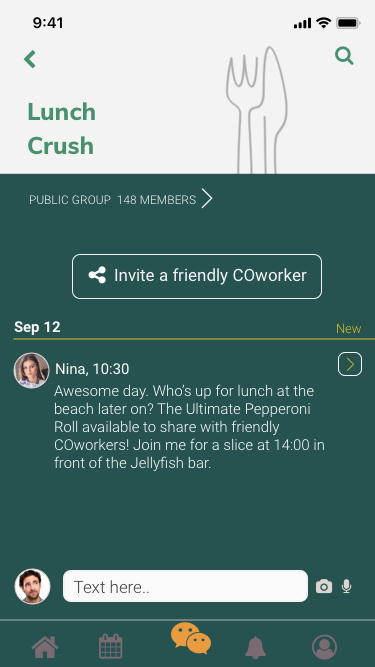 9:41
Lunch
Crush
PUBLIC GROUP 148 MEMBERS
Invite a friendly COworker
Sep 12
New
Nina, 10:30
Awesome day. Who's up for lunch at the
beach later on? The Ultimate Pepperoni
Roll available to share with friendly
COworkers! Join me for a slice at 14:00 in
front of the Jellyfish bar.
Text here..